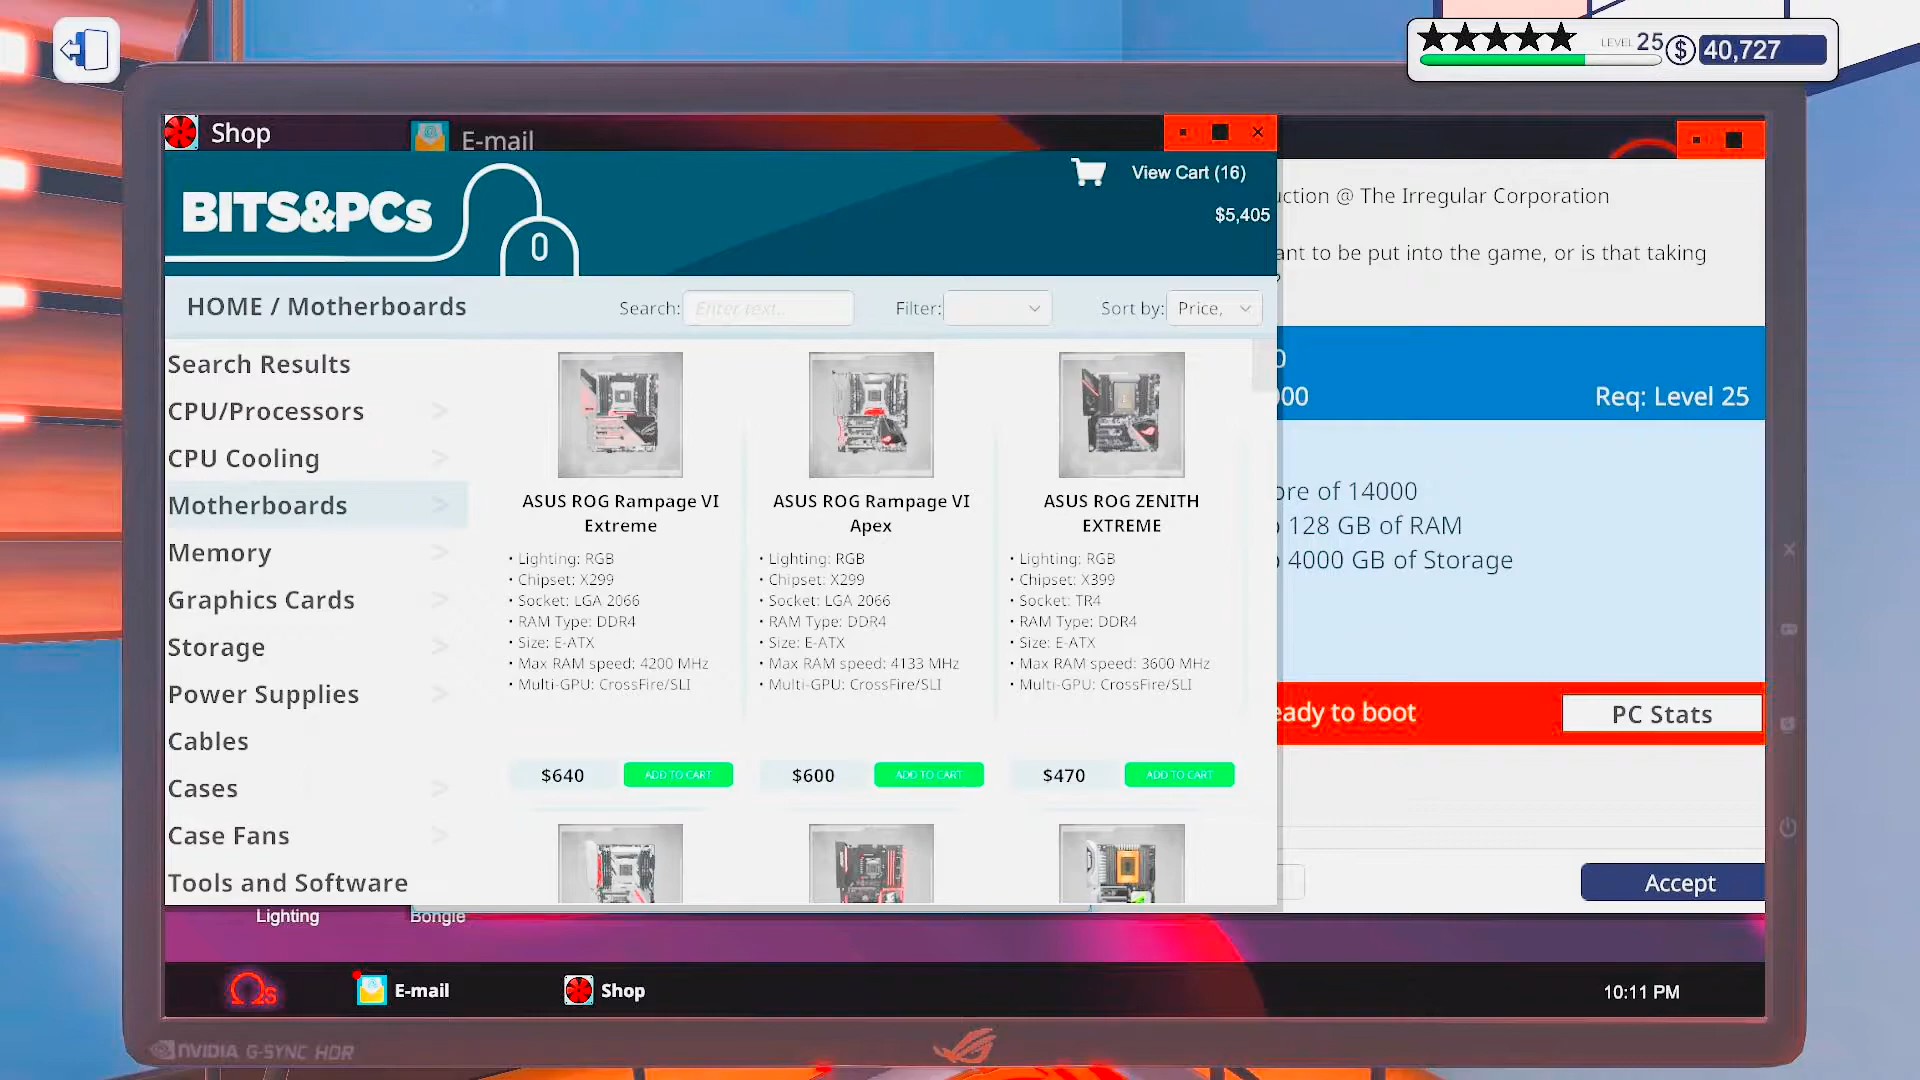 LEVEL 25
$ 40,727
Shop
E-mail
BITS&PCs
View Cart (16)
$5,405
HOME / Motherboards
Search: Enter text...
Filter:
Sort by: Price,
Search Results
CPU/Processors
CPU Cooling
Motherboards
Memory
Graphics Cards
Storage
Power Supplies
Cables
Cases
Case Fans
Tools and Software
ASUS ROG Rampage VI
Extreme
• Lighting: RGB
• Chipset: X299
• Socket: LGA 2066
• RAM Type: DDR4
• Size: E-ATX
• Max RAM speed: 4200 MHz
• Multi-GPU: CrossFire/SLI
$640
ADD TO CART
ASUS ROG Rampage VI
Apex
• Lighting: RGB
• Chipset: X299
• Socket: LGA 2066
• RAM Type: DDR4
• Size: E-ATX
• Max RAM speed: 4133 MHz
• Multi-GPU: CrossFire/SLI
$600
ADD TO CART
ASUS ROG ZENITH
EXTREME
• Lighting: RGB
• Chipset: X399
• Socket: TR4
• RAM Type: DDR4
• Size: E-ATX
• Max RAM speed: 3600 MHz
• Multi-GPU: CrossFire/SLI
$470
ADD TO CART
uction @ The Irregular Corporation
ant to be put into the game, or is that taking
?
0
000
Req: Level 25
ore of 14000
128 GB of RAM
4000 GB of Storage
eady to boot
PC Stats
Accept
Lighting
Bongle
Ωs
E-mail
Shop
10:11 PM
NVIDIA G-SYNC HDR